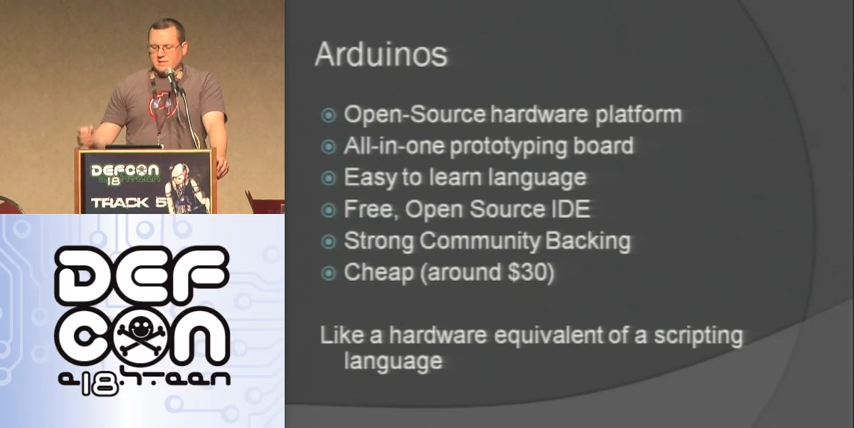 DEFCON
18
TRACK 5
DEF
CON
e18hteen
Arduinos
Open-Source hardware platform
All-in-one prototyping board
Easy to learn language
Free, Open Source IDE
Strong Community Backing
Cheap (around $30)
Like a hardware equivalent of a scripting
language